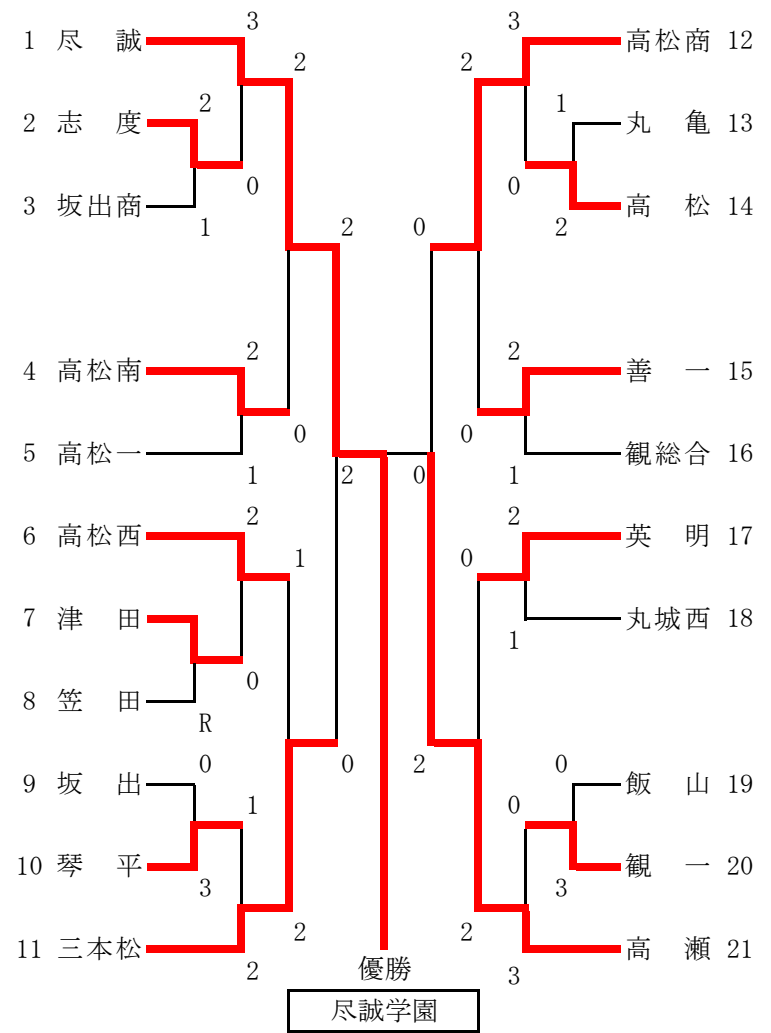 3
3
1 尽 誠
高松商 12
2
2
2
1
2 志 度
丸 亀 13
0
0
3 坂出商
高 松 14
1
2
2
0
2
2
4 高松南
善 一 15
0
0
5 高松一
観総合 16
1
2
0
1
2
2
6 高松西
英 明 17
1
0
7 津 田
丸城西 18
1
0
8 笠 田
R
0
0
2
0
9 坂 出
飯 山 19
1
0
10 琴 平
観 一 20
3
3
2
2
11 三本松
高 瀬 21
2
3
優勝
尽誠学園